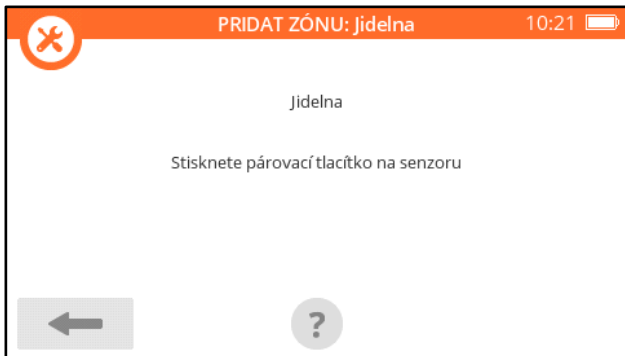 PRIDAT ZÓNU: Jidelna 10:21
Jidelna
Stisknete párovací tlacítko na senzoru
?